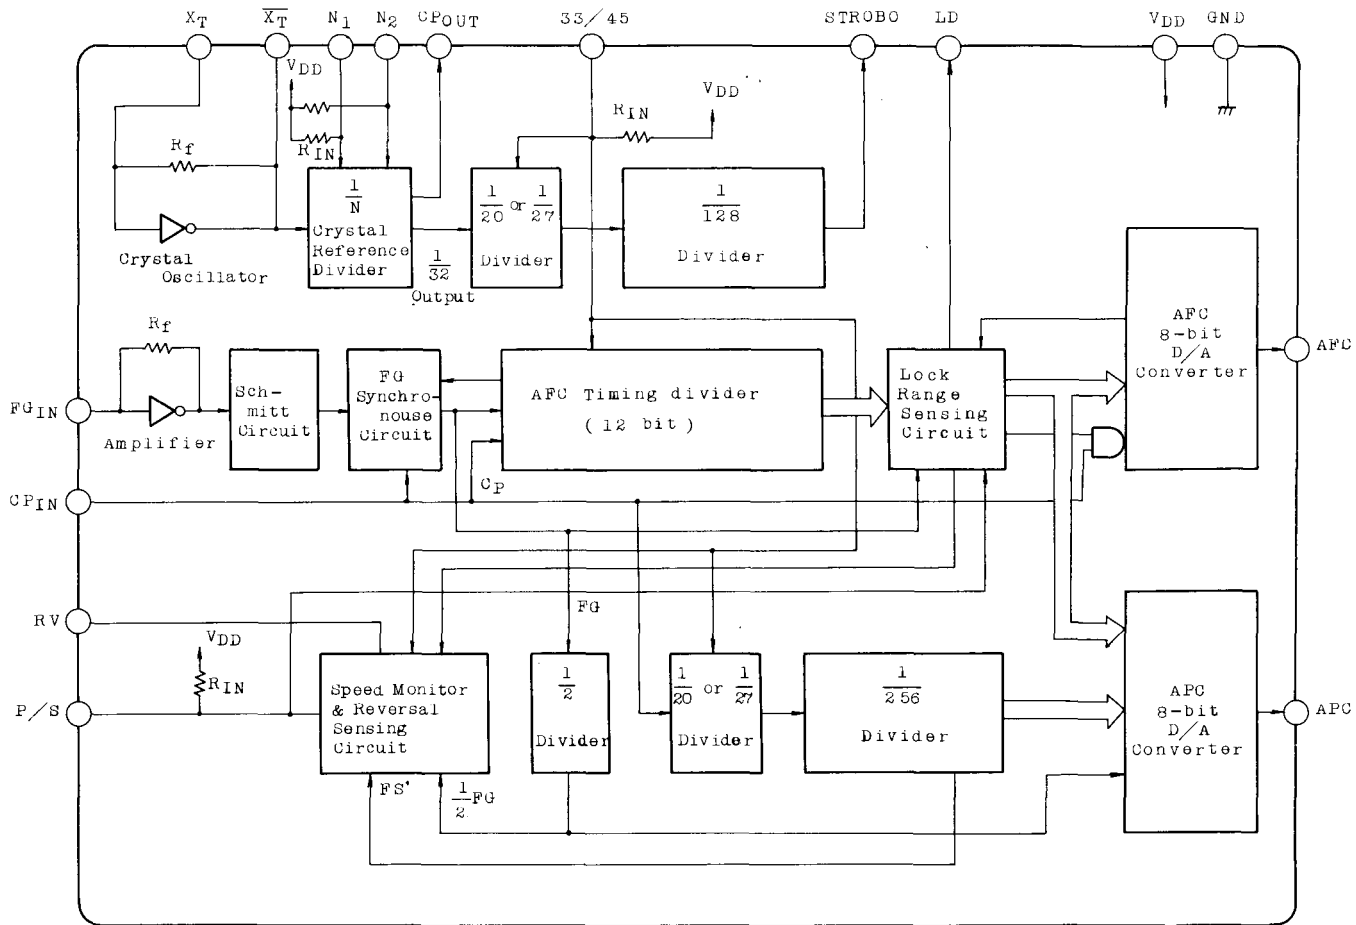 XT X̅T̅ N1 N2 CPOUT 33/45 STROBO LD VDD GND
VDD
RIN
VDD
RIN
Rf
Crystal
Oscillator
1/N
Crystal
Reference
Divider
1/32
Output
1/20 or 1/27
Divider
1/128
Divider
Rf
FGIN
Amplifier
Sch-
mitt
Circuit
FG
Synchro-
nouse
Circuit
AFC Timing divider
( 12 bit )
Lock
Range
Sensing
Circuit
AFC
8-bit
D/A
Converter
AFC
CPIN
CP
RV
VDD
RIN
P/S
FG
Speed Monitor
& Reversal
Sensing
Circuit
1/2
Divider
1/20 or 1/27
Divider
1/256
Divider
APC
8-bit
D/A
Converter
APC
FS'
1/2 FG